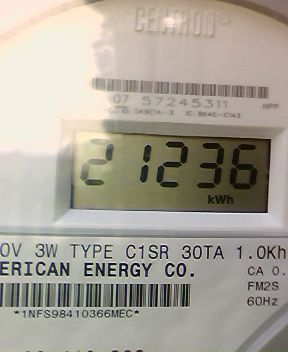 CENTRON®
07 57245311 HPP
21236
kWh
0V 3W TYPE C1SR 30TA 1.0Kh
ERICAN ENERGY CO.
CA 0.
FM2S
60Hz
*1NFS98410366MEC*